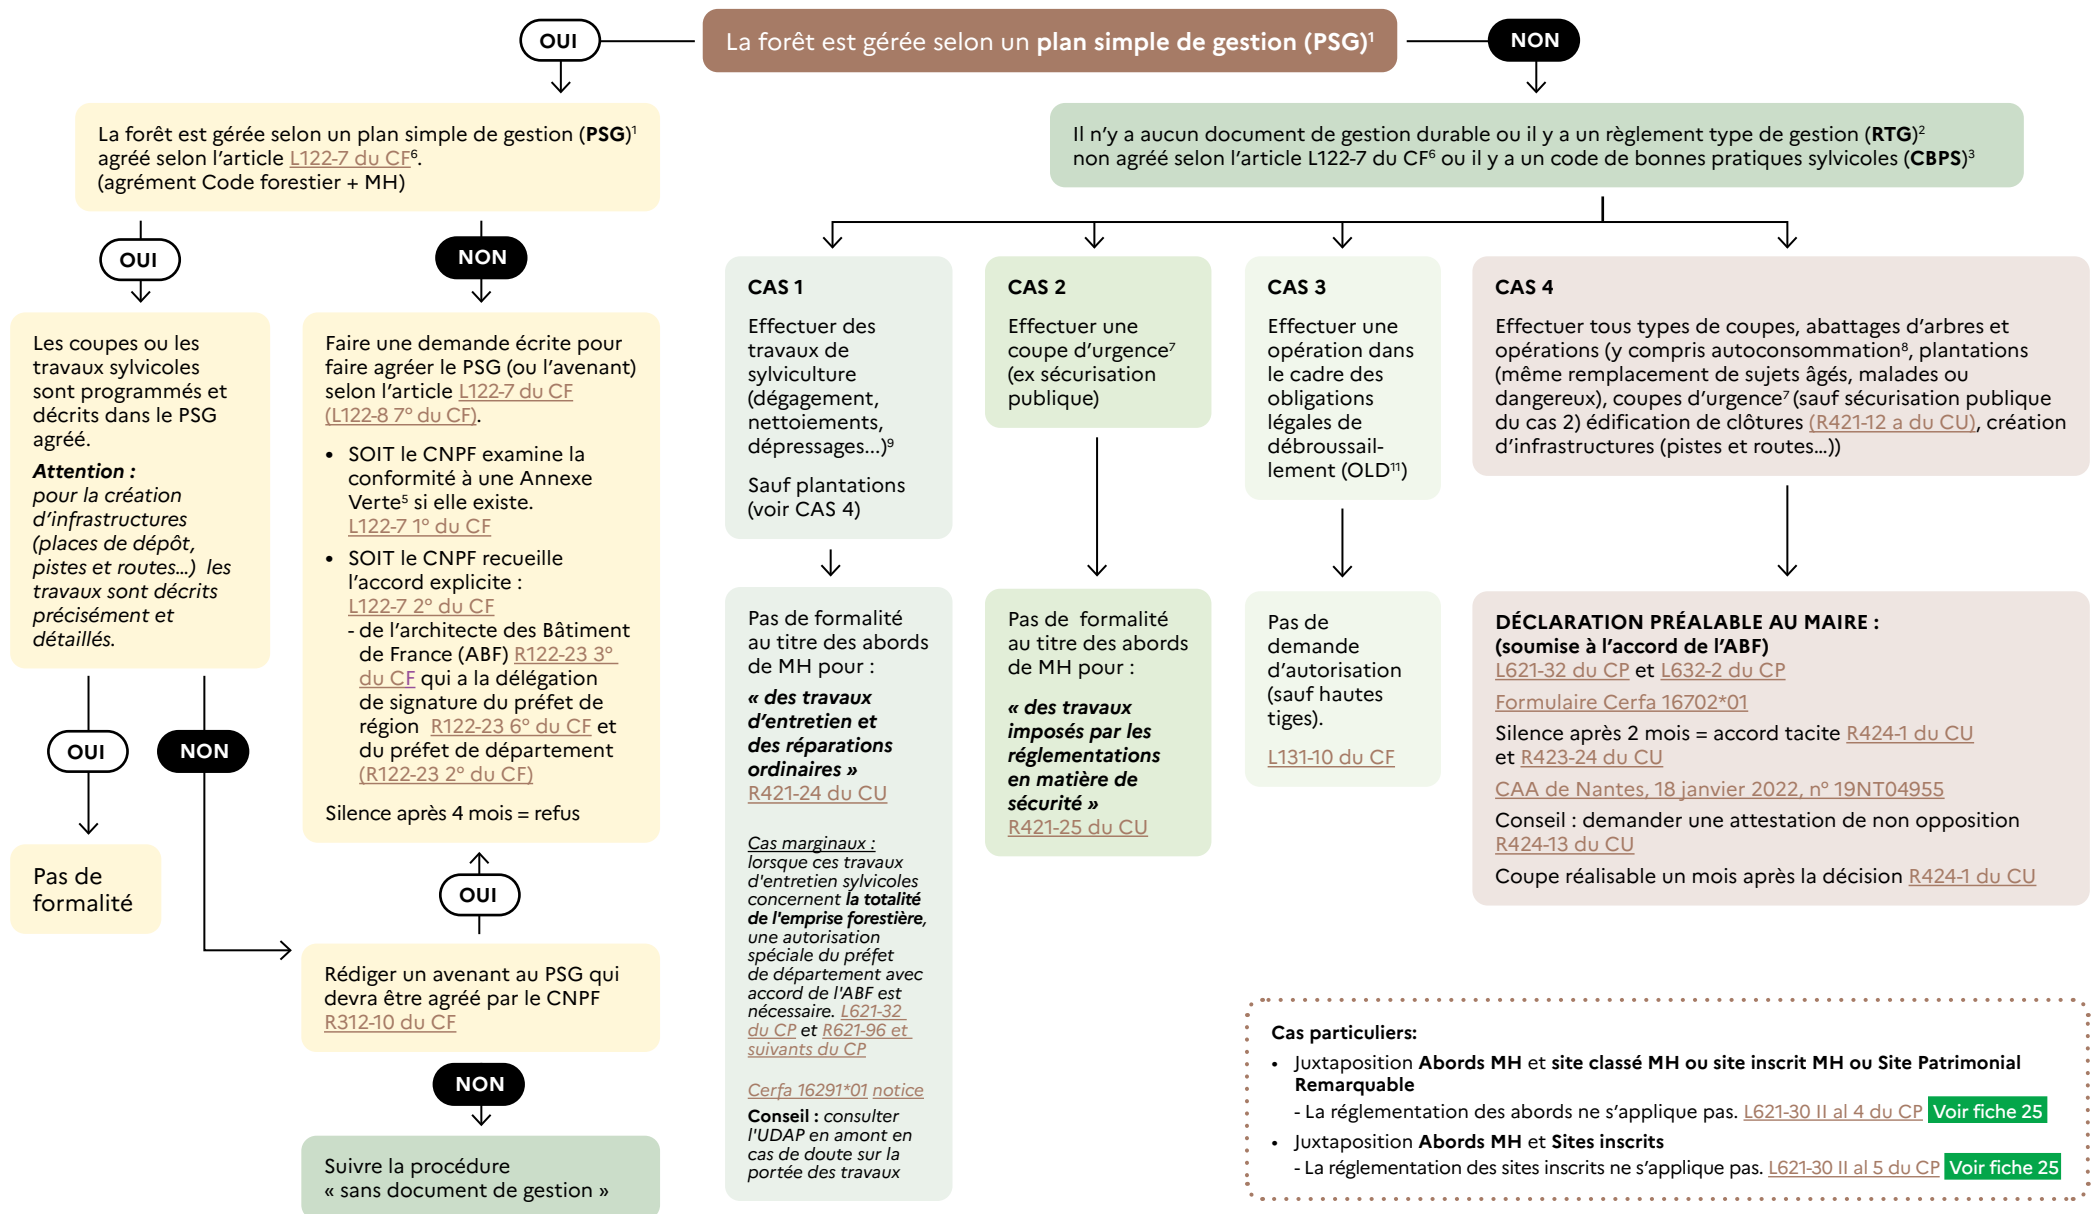 OUI
La forêt est gérée selon un plan simple de gestion (PSG)¹
NON
La forêt est gérée selon un plan simple de gestion (PSG)¹
agréé selon l’article L122-7 du CF⁶.
(agrément Code forestier + MH)
OUI
NON
Les coupes ou les
travaux sylvicoles
sont programmés et
décrits dans le PSG
agréé.
Attention :
pour la création
d’infrastructures
(places de dépôt,
pistes et routes…) les
travaux sont décrits
précisément et
détaillés.
OUI
NON
Pas de
formalité
Faire une demande écrite pour
faire agréer le PSG (ou l’avenant)
selon l’article L122-7 du CF
(L122-8 7° du CF).
• SOIT le CNPF examine la
conformité à une Annexe
Verte⁵ si elle existe.
L122-7 1° du CF
• SOIT le CNPF recueille
l’accord explicite :
L122-7 2° du CF
- de l’architecte des Bâtiment
de France (ABF) R122-23 3°
du CF qui a la délégation
de signature du préfet de
région R122-23 6° du CF et
du préfet de département
(R122-23 2° du CF)
Silence après 4 mois = refus
OUI
Rédiger un avenant au PSG qui
devra être agréé par le CNPF
R312-10 du CF
NON
Suivre la procédure
« sans document de gestion »
Il n’y a aucun document de gestion durable ou il y a un règlement type de gestion (RTG)²
non agréé selon l’article L122-7 du CF⁶ ou il y a un code de bonnes pratiques sylvicoles (CBPS)³
CAS 1
Effectuer des
travaux de
sylviculture
(dégagement,
nettoiements,
dépressages...)⁹
Sauf plantations
(voir CAS 4)
Pas de formalité
au titre des abords
de MH pour :
« des travaux
d’entretien et
des réparations
ordinaires »
R421-24 du CU
Cas marginaux :
lorsque ces travaux
d'entretien sylvicoles
concernent la totalité
de l'emprise forestière,
une autorisation
spéciale du préfet
de département avec
accord de l'ABF est
nécessaire. L621-32
du CP et R621-96 et
suivants du CP
Cerfa 16291*01 notice
Conseil : consulter
l'UDAP en amont en
cas de doute sur la
portée des travaux
CAS 2
Effectuer une
coupe d’urgence⁷
(ex sécurisation
publique)
Pas de formalité
au titre des abords
de MH pour :
« des travaux
imposés par les
réglementations
en matière de
sécurité »
R421-25 du CU
CAS 3
Effectuer une
opération dans
le cadre des
obligations
légales de
débroussail-
lement (OLD¹¹)
Pas de
demande
d’autorisation
(sauf hautes
tiges).
L131-10 du CF
CAS 4
Effectuer tous types de coupes, abattages d’arbres et
opérations (y compris autoconsommation⁸, plantations
(même remplacement de sujets âgés, malades ou
dangereux), coupes d’urgence⁷ (sauf sécurisation publique
du cas 2) édification de clôtures (R421-12 a du CU), création
d’infrastructures (pistes et routes…))
DÉCLARATION PRÉALABLE AU MAIRE :
(soumise à l’accord de l’ABF)
L621-32 du CP et L632-2 du CP
Formulaire Cerfa 16702*01
Silence après 2 mois = accord tacite R424-1 du CU
et R423-24 du CU
CAA de Nantes, 18 janvier 2022, n° 19NT04955
Conseil : demander une attestation de non opposition
R424-13 du CU
Coupe réalisable un mois après la décision R424-1 du CU
Cas particuliers:
• Juxtaposition Abords MH et site classé MH ou site inscrit MH ou Site Patrimonial
Remarquable
- La réglementation des abords ne s’applique pas. L621-30 II al 4 du CP Voir fiche 25
• Juxtaposition Abords MH et Sites inscrits
- La réglementation des sites inscrits ne s’applique pas. L621-30 II al 5 du CP Voir fiche 25